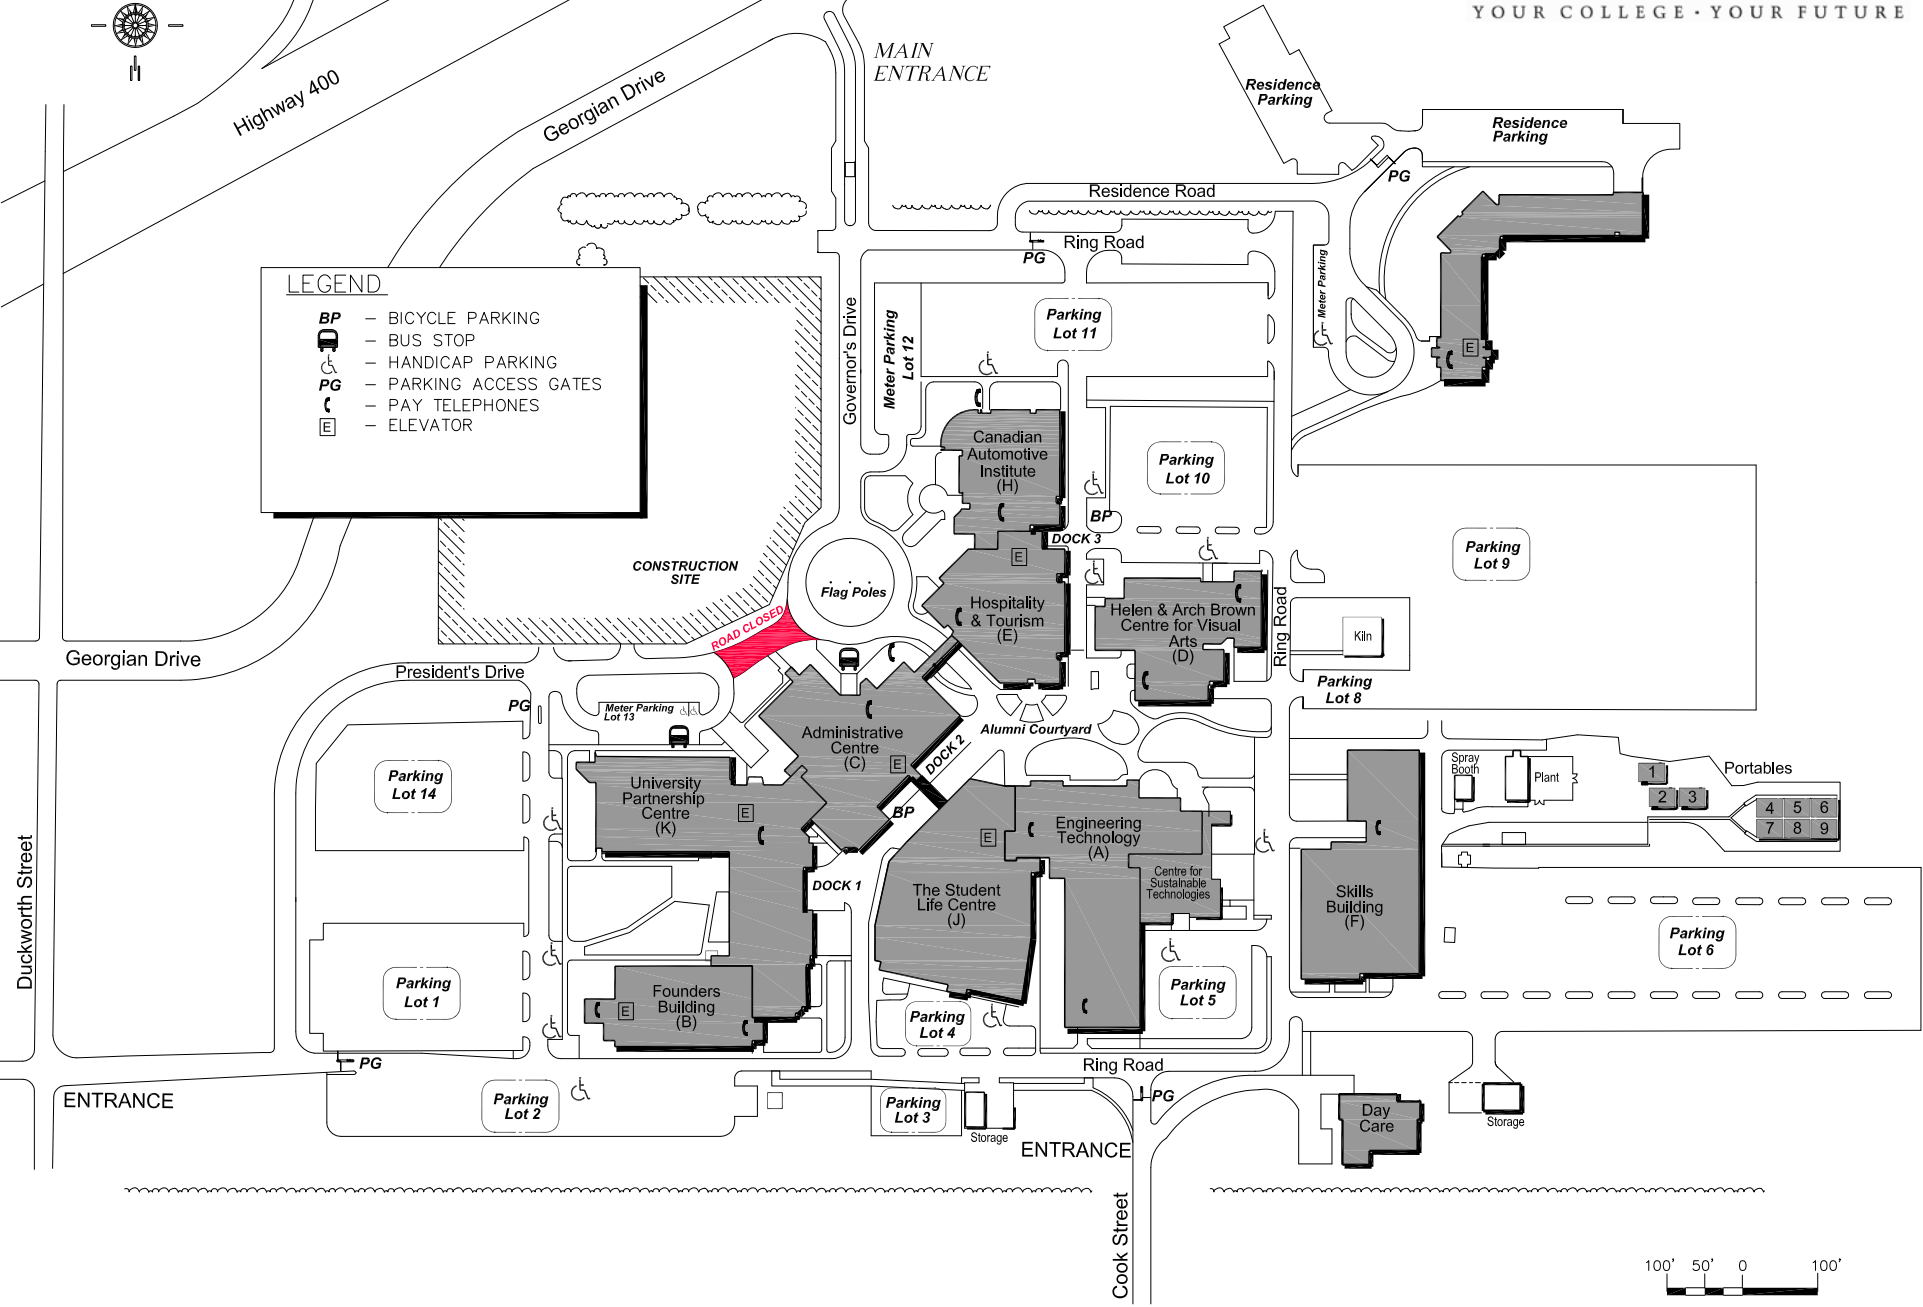 YOUR COLLEGE · YOUR FUTURE
MAIN
ENTRANCE
Highway 400
Georgian Drive
Residence
Parking
Residence
Parking
PG
Residence Road
Ring Road
PG
Meter Parking
LEGEND
BP – BICYCLE PARKING
– BUS STOP
– HANDICAP PARKING
PG – PARKING ACCESS GATES
– PAY TELEPHONES
E – ELEVATOR
Governor's Drive
Meter Parking
Lot 12
Parking
Lot 11
E
Canadian
Automotive
Institute
(H)
Parking
Lot 10
BP
DOCK 3
Parking
Lot 9
CONSTRUCTION
SITE
Flag Poles
ROAD CLOSED
E
Hospitality
& Tourism
(E)
Helen & Arch Brown
Centre for Visual
Arts
(D)
Ring Road
Kiln
Georgian Drive
President's Drive
PG
Meter Parking
Lot 13
Parking
Lot 8
Alumni Courtyard
Administrative
Centre
(C)
E
DOCK 2
Parking
Lot 14
University
Partnership
Centre
(K)
E
BP
Spray
Booth
Plant
Portables
1
2 3
4 5 6
7 8 9
E
Engineering
Technology
(A)
Centre for
Sustainable
Technologies
Duckworth Street
DOCK 1
The Student
Life Centre
(J)
Skills
Building
(F)
Parking
Lot 6
Parking
Lot 1
Founders
Building
(B)
E
Parking
Lot 4
Parking
Lot 5
PG
Ring Road
ENTRANCE
Parking
Lot 2
Parking
Lot 3
Storage
PG
ENTRANCE
Day
Care
Storage
Cook Street
100' 50' 0 100'